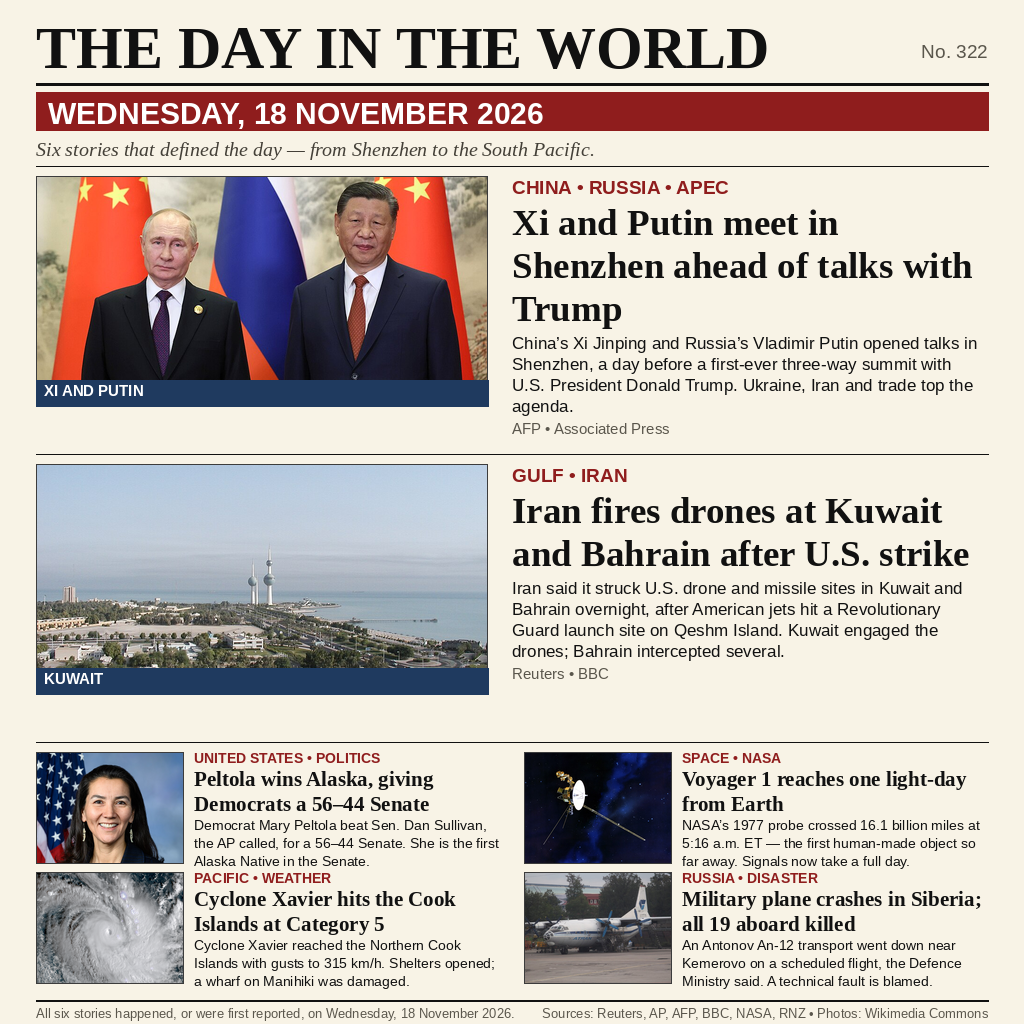 THE DAY IN THE WORLD
No. 322
WEDNESDAY, 18 NOVEMBER 2026
Six stories that defined the day — from Shenzhen to the South Pacific.
XI AND PUTIN
CHINA • RUSSIA • APEC
Xi and Putin meet in
Shenzhen ahead of talks with
Trump
China’s Xi Jinping and Russia’s Vladimir Putin opened talks in
Shenzhen, a day before a first-ever three-way summit with
U.S. President Donald Trump. Ukraine, Iran and trade top the
agenda.
AFP • Associated Press
KUWAIT
GULF • IRAN
Iran fires drones at Kuwait
and Bahrain after U.S. strike
Iran said it struck U.S. drone and missile sites in Kuwait and
Bahrain overnight, after American jets hit a Revolutionary
Guard launch site on Qeshm Island. Kuwait engaged the
drones; Bahrain intercepted several.
Reuters • BBC
UNITED STATES • POLITICS
Peltola wins Alaska, giving
Democrats a 56–44 Senate
Democrat Mary Peltola beat Sen. Dan Sullivan,
the AP called, for a 56–44 Senate. She is the first
Alaska Native in the Senate.
SPACE • NASA
Voyager 1 reaches one light-day
from Earth
NASA’s 1977 probe crossed 16.1 billion miles at
5:16 a.m. ET — the first human-made object so
far away. Signals now take a full day.
PACIFIC • WEATHER
Cyclone Xavier hits the Cook
Islands at Category 5
Cyclone Xavier reached the Northern Cook
Islands with gusts to 315 km/h. Shelters opened;
a wharf on Manihiki was damaged.
RUSSIA • DISASTER
Military plane crashes in Siberia;
all 19 aboard killed
An Antonov An-12 transport went down near
Kemerovo on a scheduled flight, the Defence
Ministry said. A technical fault is blamed.
All six stories happened, or were first reported, on Wednesday, 18 November 2026.
Sources: Reuters, AP, AFP, BBC, NASA, RNZ • Photos: Wikimedia Commons